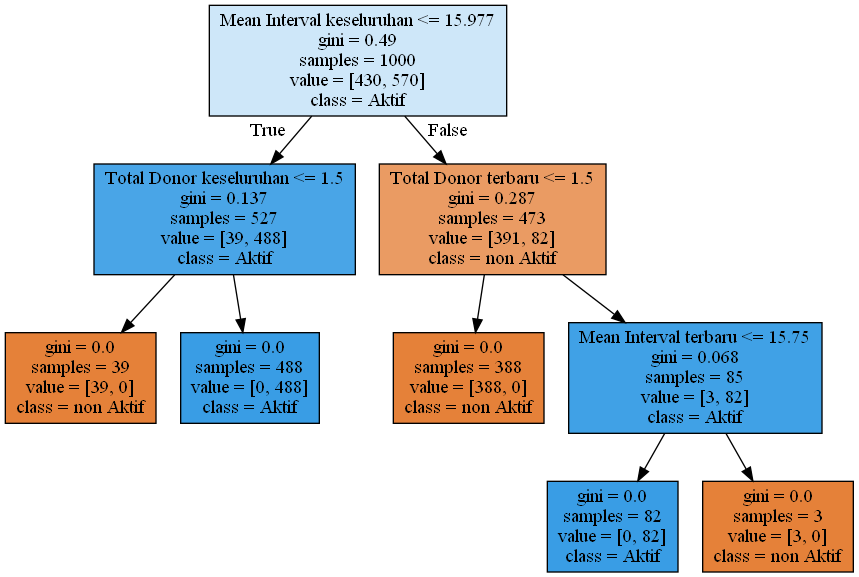 Mean Interval keseluruhan <= 15.977
gini = 0.49
samples = 1000
value = [430, 570]
class = Aktif
True
False
Total Donor keseluruhan <= 1.5
gini = 0.137
samples = 527
value = [39, 488]
class = Aktif
Total Donor terbaru <= 1.5
gini = 0.287
samples = 473
value = [391, 82]
class = non Aktif
gini = 0.0
samples = 39
value = [39, 0]
class = non Aktif
gini = 0.0
samples = 488
value = [0, 488]
class = Aktif
gini = 0.0
samples = 388
value = [388, 0]
class = non Aktif
Mean Interval terbaru <= 15.75
gini = 0.068
samples = 85
value = [3, 82]
class = Aktif
gini = 0.0
samples = 82
value = [0, 82]
class = Aktif
gini = 0.0
samples = 3
value = [3, 0]
class = non Aktif